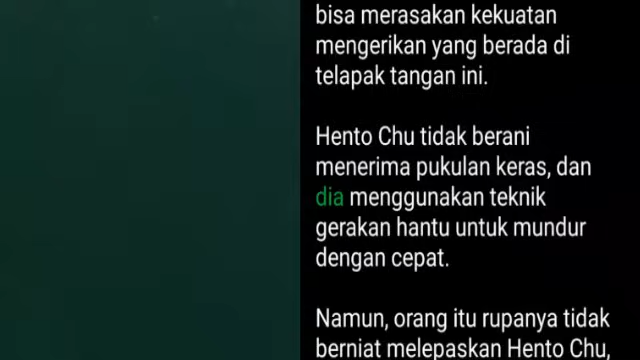 bisa merasakan kekuatan
mengerikan yang berada di
telapak tangan ini.
Hento Chu tidak berani
menerima pukulan keras, dan
dia menggunakan teknik
gerakan hantu untuk mundur
dengan cepat.
Namun, orang itu rupanya tidak
berniat melepaskan Hento Chu,